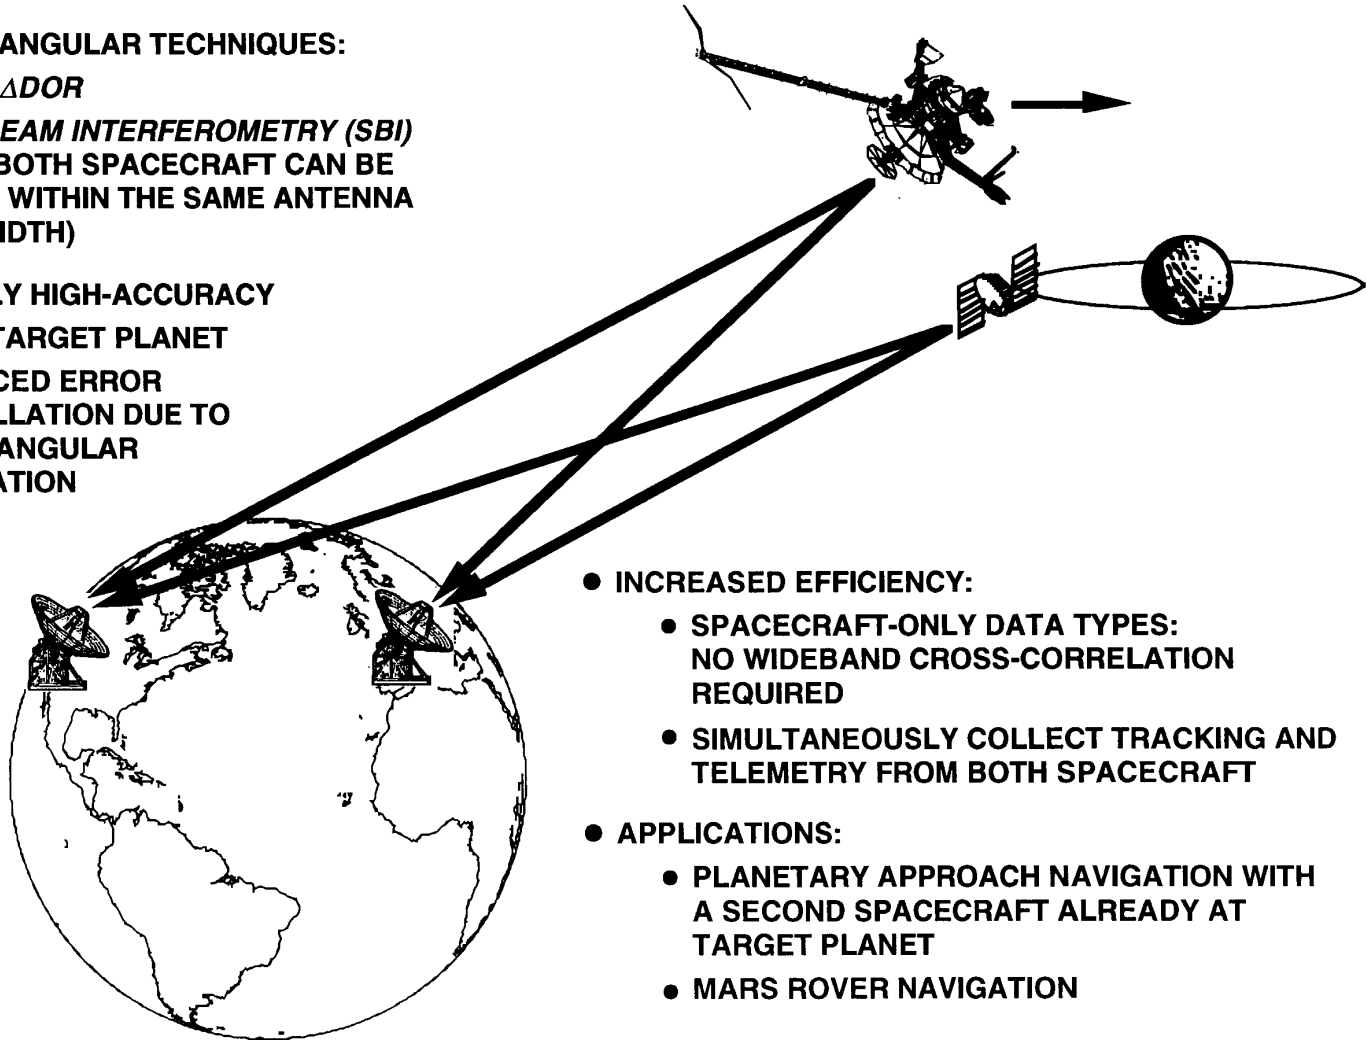 ANGULAR TECHNIQUES:
ΔDOR
EAM INTERFEROMETRY (SBI)
BOTH SPACECRAFT CAN BE
WITHIN THE SAME ANTENNA
IDTH)
LY HIGH-ACCURACY
TARGET PLANET
CED ERROR
LLATION DUE TO
ANGULAR
ATION
● INCREASED EFFICIENCY:
● SPACECRAFT-ONLY DATA TYPES:
NO WIDEBAND CROSS-CORRELATION
REQUIRED
● SIMULTANEOUSLY COLLECT TRACKING AND
TELEMETRY FROM BOTH SPACECRAFT
● APPLICATIONS:
● PLANETARY APPROACH NAVIGATION WITH
A SECOND SPACECRAFT ALREADY AT
TARGET PLANET
● MARS ROVER NAVIGATION